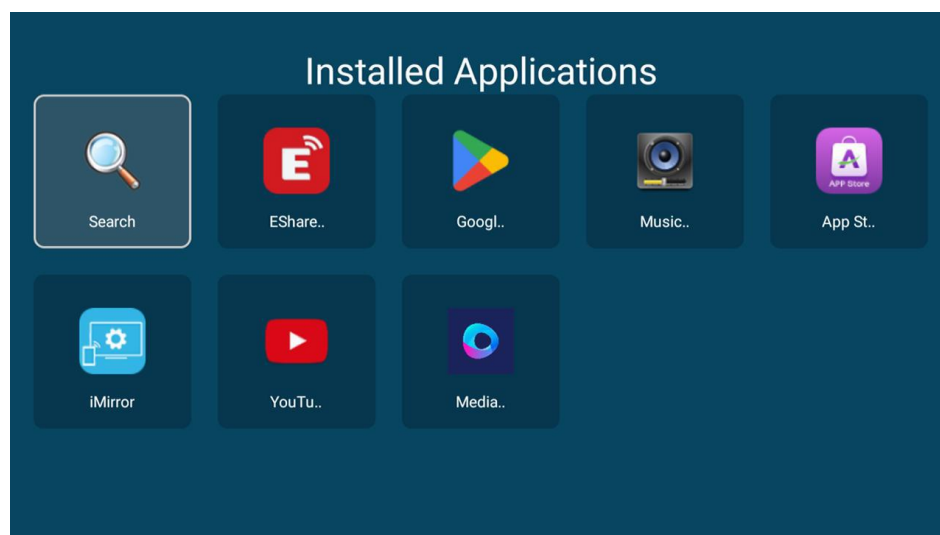 Installed Applications
Search
EShare..
Googl..
Music..
APP Store
App St..
iMirror
YouTu..
Media..